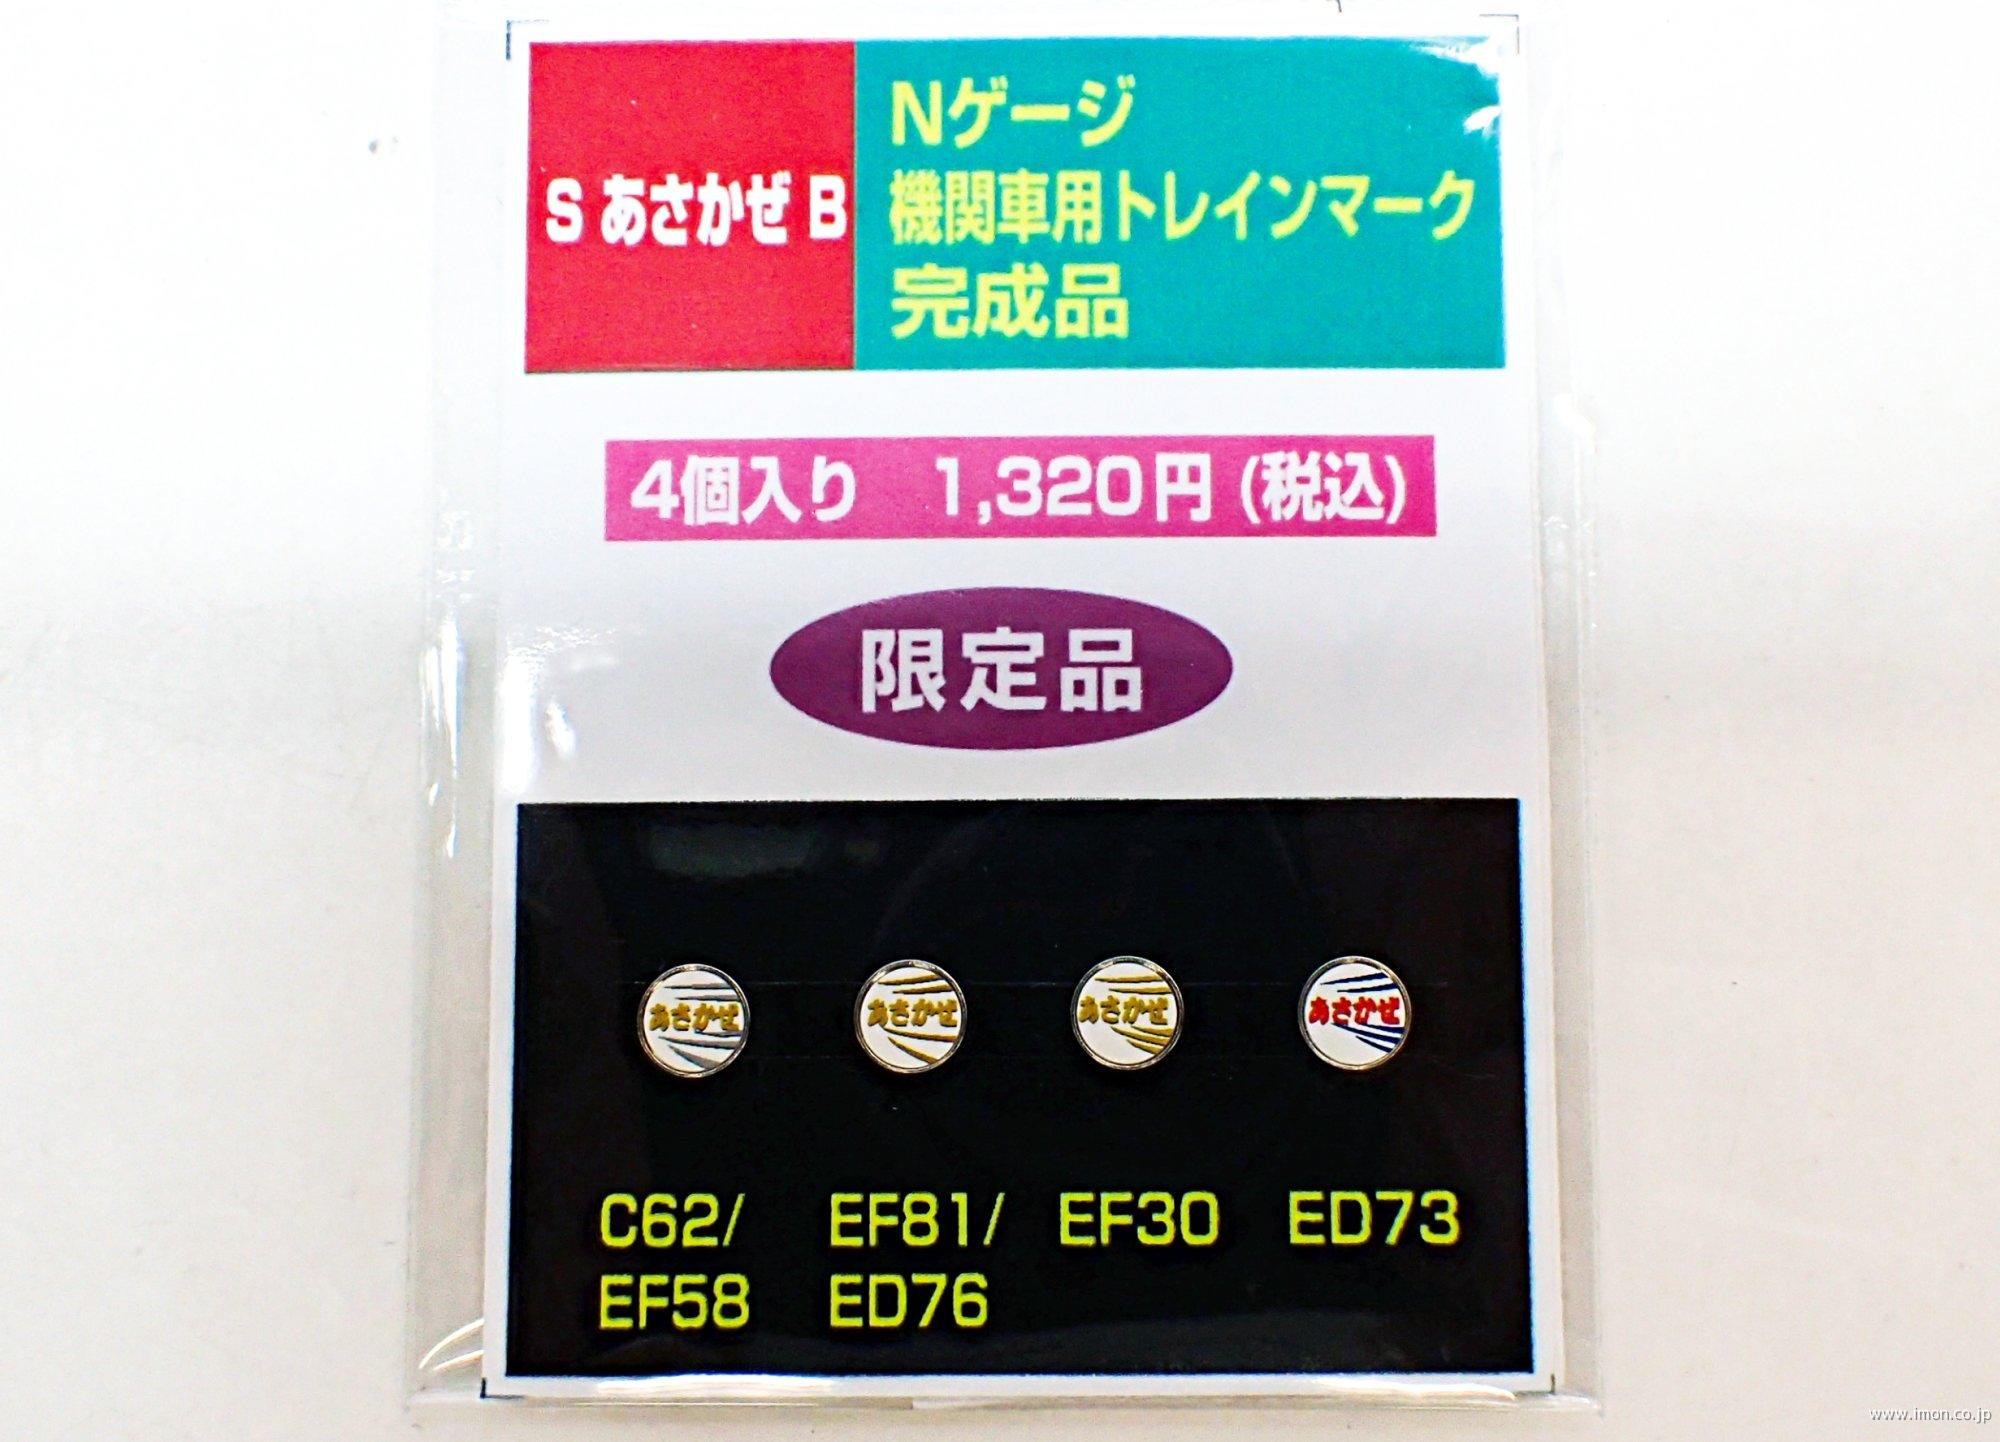 S あさかぜ B
Nゲージ
機関車用トレインマーク
完成品
4個入り 1,320円(税込)
限定品
あさかぜ
あさかぜ
あさかぜ
あさかぜ
C62/
EF58
EF81/
ED76
EF30
ED73
www.imon.co.jp